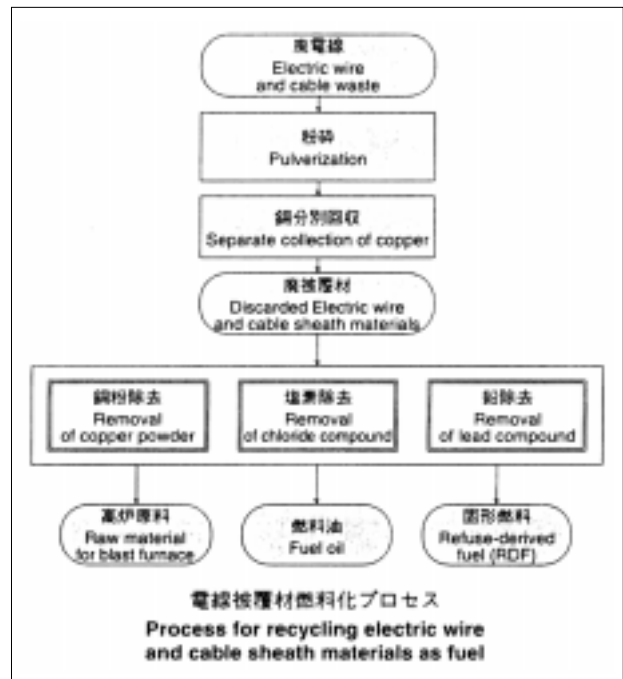 廃電線
Electric wire
and cable waste
粉砕
Pulverization
銅分別回収
Separate collection of copper
廃被覆材
Discarded Electric wire
and cable sheath materials
銅粉除去
Removal
of copper powder
塩素除去
Removal
of chloride compound
鉛除去
Removal
of lead compound
高炉原料
Raw material
for blast furnace
燃料油
Fuel oil
固形燃料
Refuse-derived
fuel (RDF)
電線被覆材燃料化プロセス
Process for recycling electric wire
and cable sheath materials as fuel